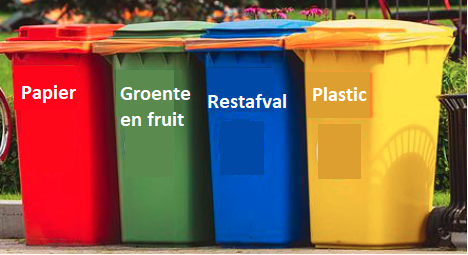 Papier
Groente
en fruit
Restafval
Plastic